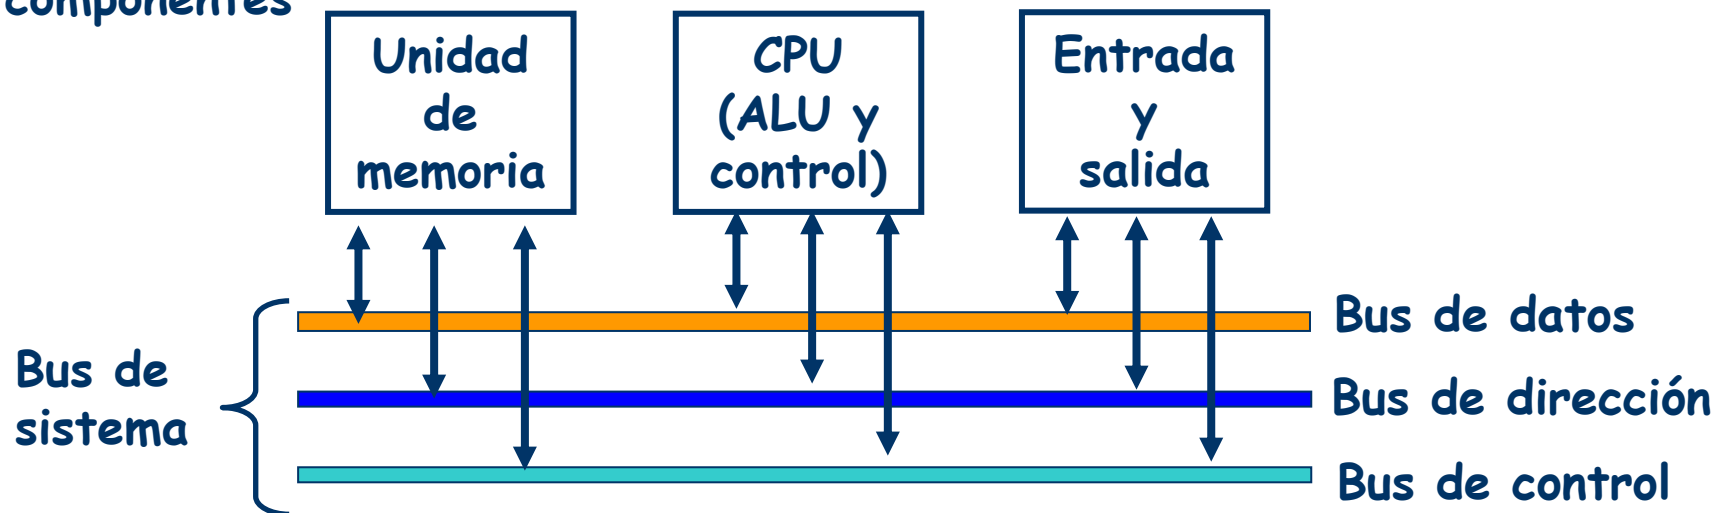 componentes
Unidad
de
memoria
CPU
(ALU y
control)
Entrada
y
salida
Bus de datos
Bus de
sistema
Bus de dirección
Bus de control